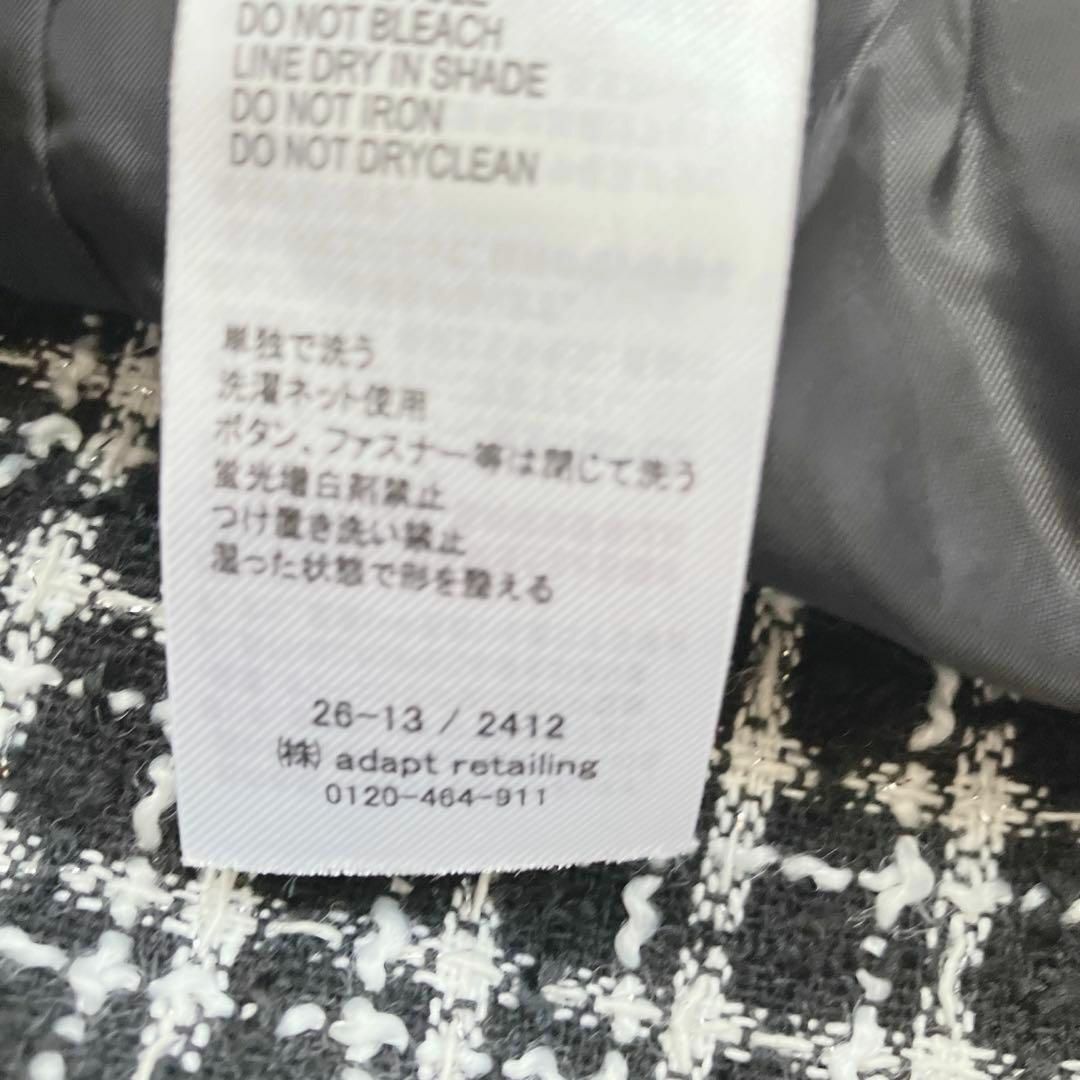 DO NOT BLEACH
LINE DRY IN SHADE
DO NOT IRON
DO NOT DRYCLEAN
単独で洗う
洗濯ネット使用
ボタン、ファスナー等は閉じて洗う
蛍光増白剤禁止
つけ置き洗い禁止
湿った状態で形を整える
26-13 / 2412
㈱ adapt retailing
0120-464-911